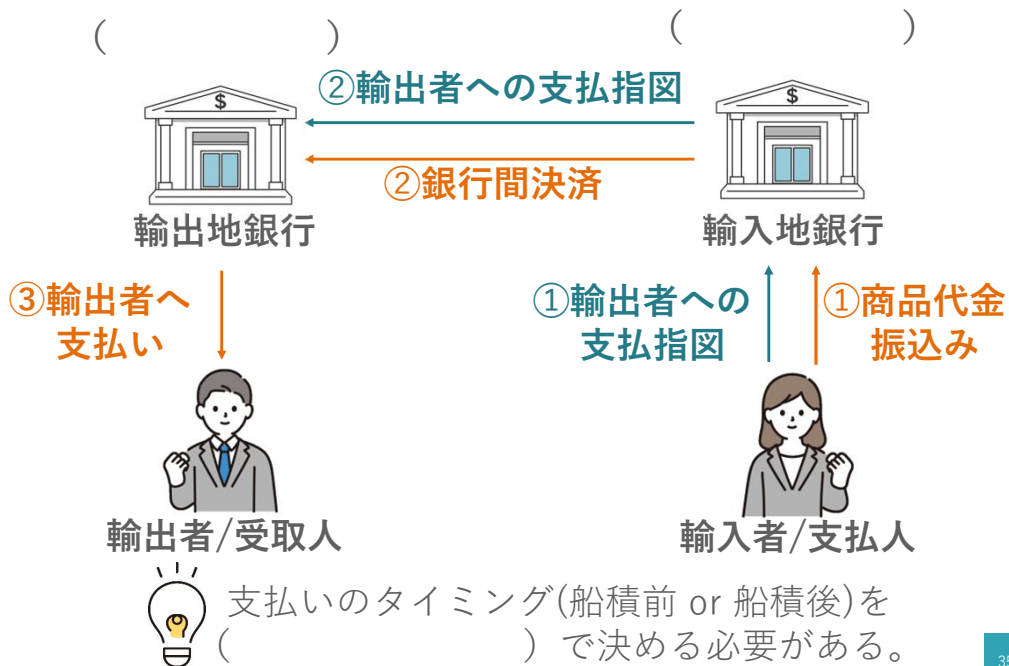 (　　　　　　　)
(　　　　　　　)
②輸出者への支払指図
$
$
②銀行間決済
輸出地銀行
輸入地銀行
③輸出者へ
支払い
①輸出者への
支払指図
①商品代金
振込み
輸出者/受取人
輸入者/支払人
支払いのタイミング(船積前 or 船積後)を
(　　　　　　　　　)で決める必要がある。